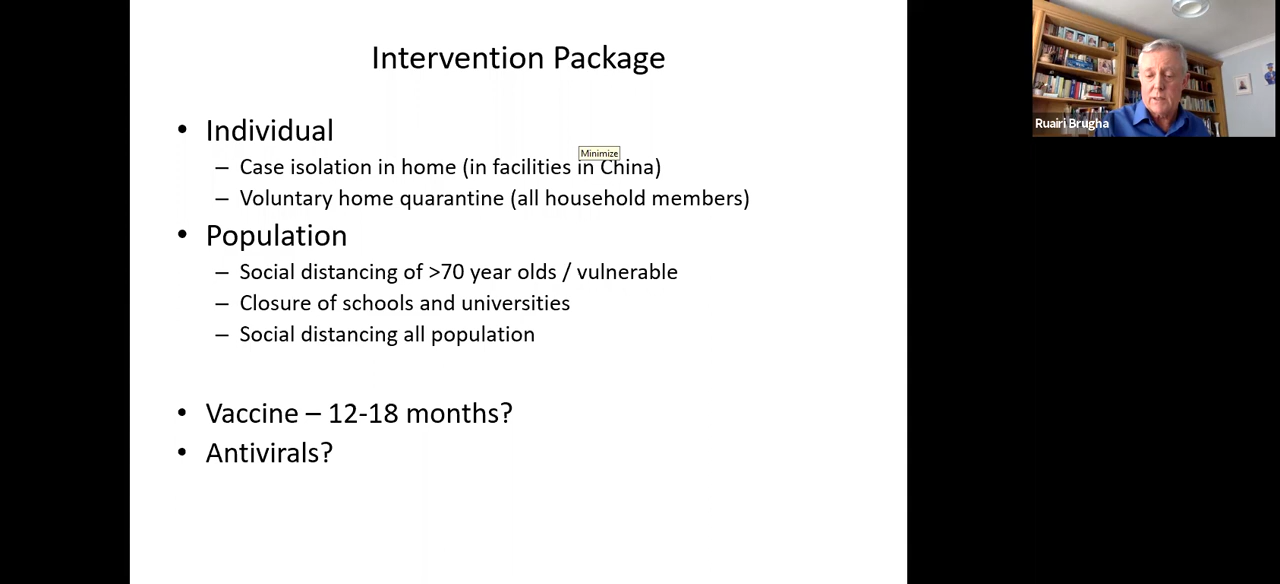 Intervention Package
• Individual
– Case isolation in home (in facilities in China)
Minimize
– Voluntary home quarantine (all household members)
• Population
– Social distancing of >70 year olds / vulnerable
– Closure of schools and universities
– Social distancing all population
• Vaccine – 12-18 months?
• Antivirals?
Ruairi Brugha